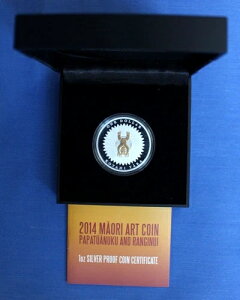 2014 MĀORI ART COIN
PAPATŪĀNUKU AND RANGINUI
1oz SILVER PROOF COIN CERTIFICATE